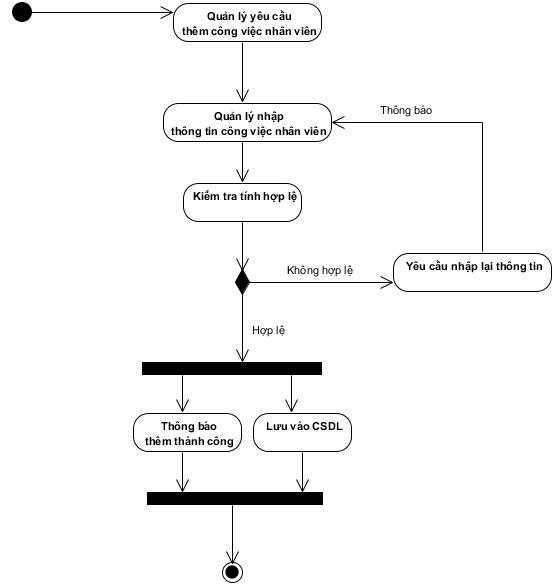 Quản lý yêu cầu
thêm công việc nhân viên
Quản lý nhập
thông tin công việc nhân viên
Thông báo
Kiểm tra tính hợp lệ
Không hợp lệ
Yêu cầu nhập lại thông tin
Hợp lệ
Thông báo
thêm thành công
Lưu vào CSDL